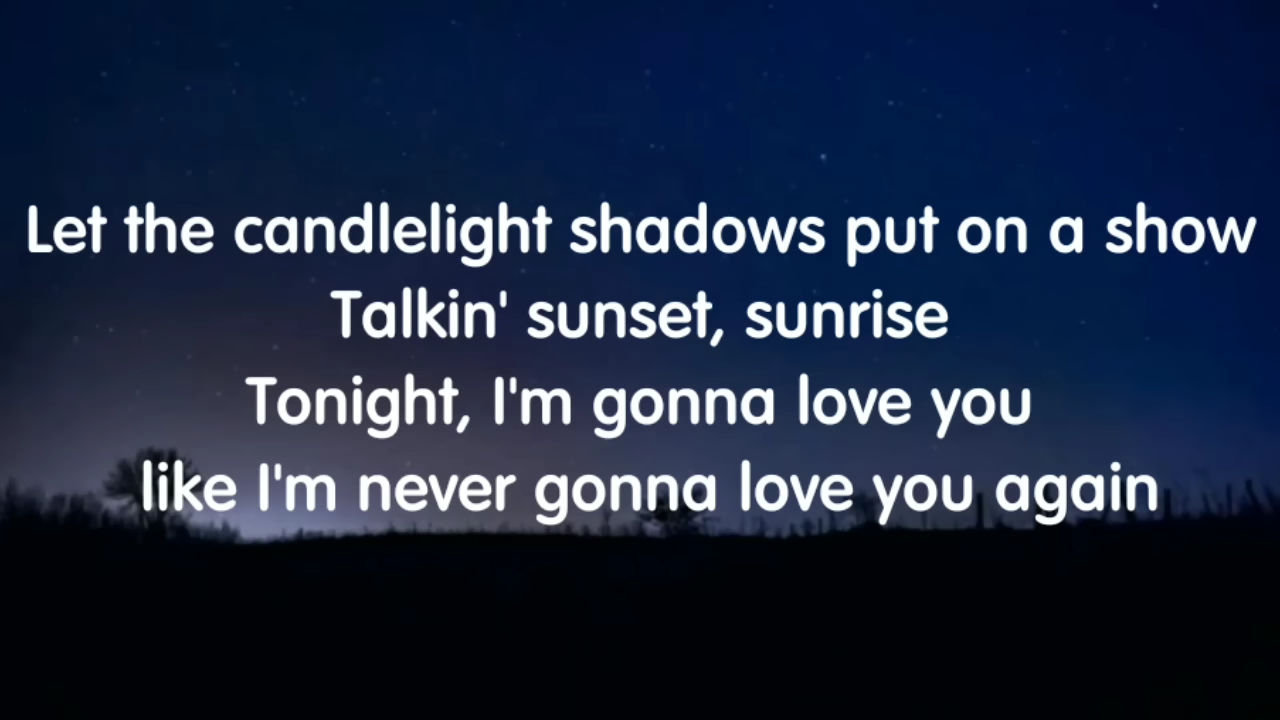 Let the candlelight shadows put on a show
Talkin' sunset, sunrise
Tonight, I'm gonna love you
like I'm never gonna love you again